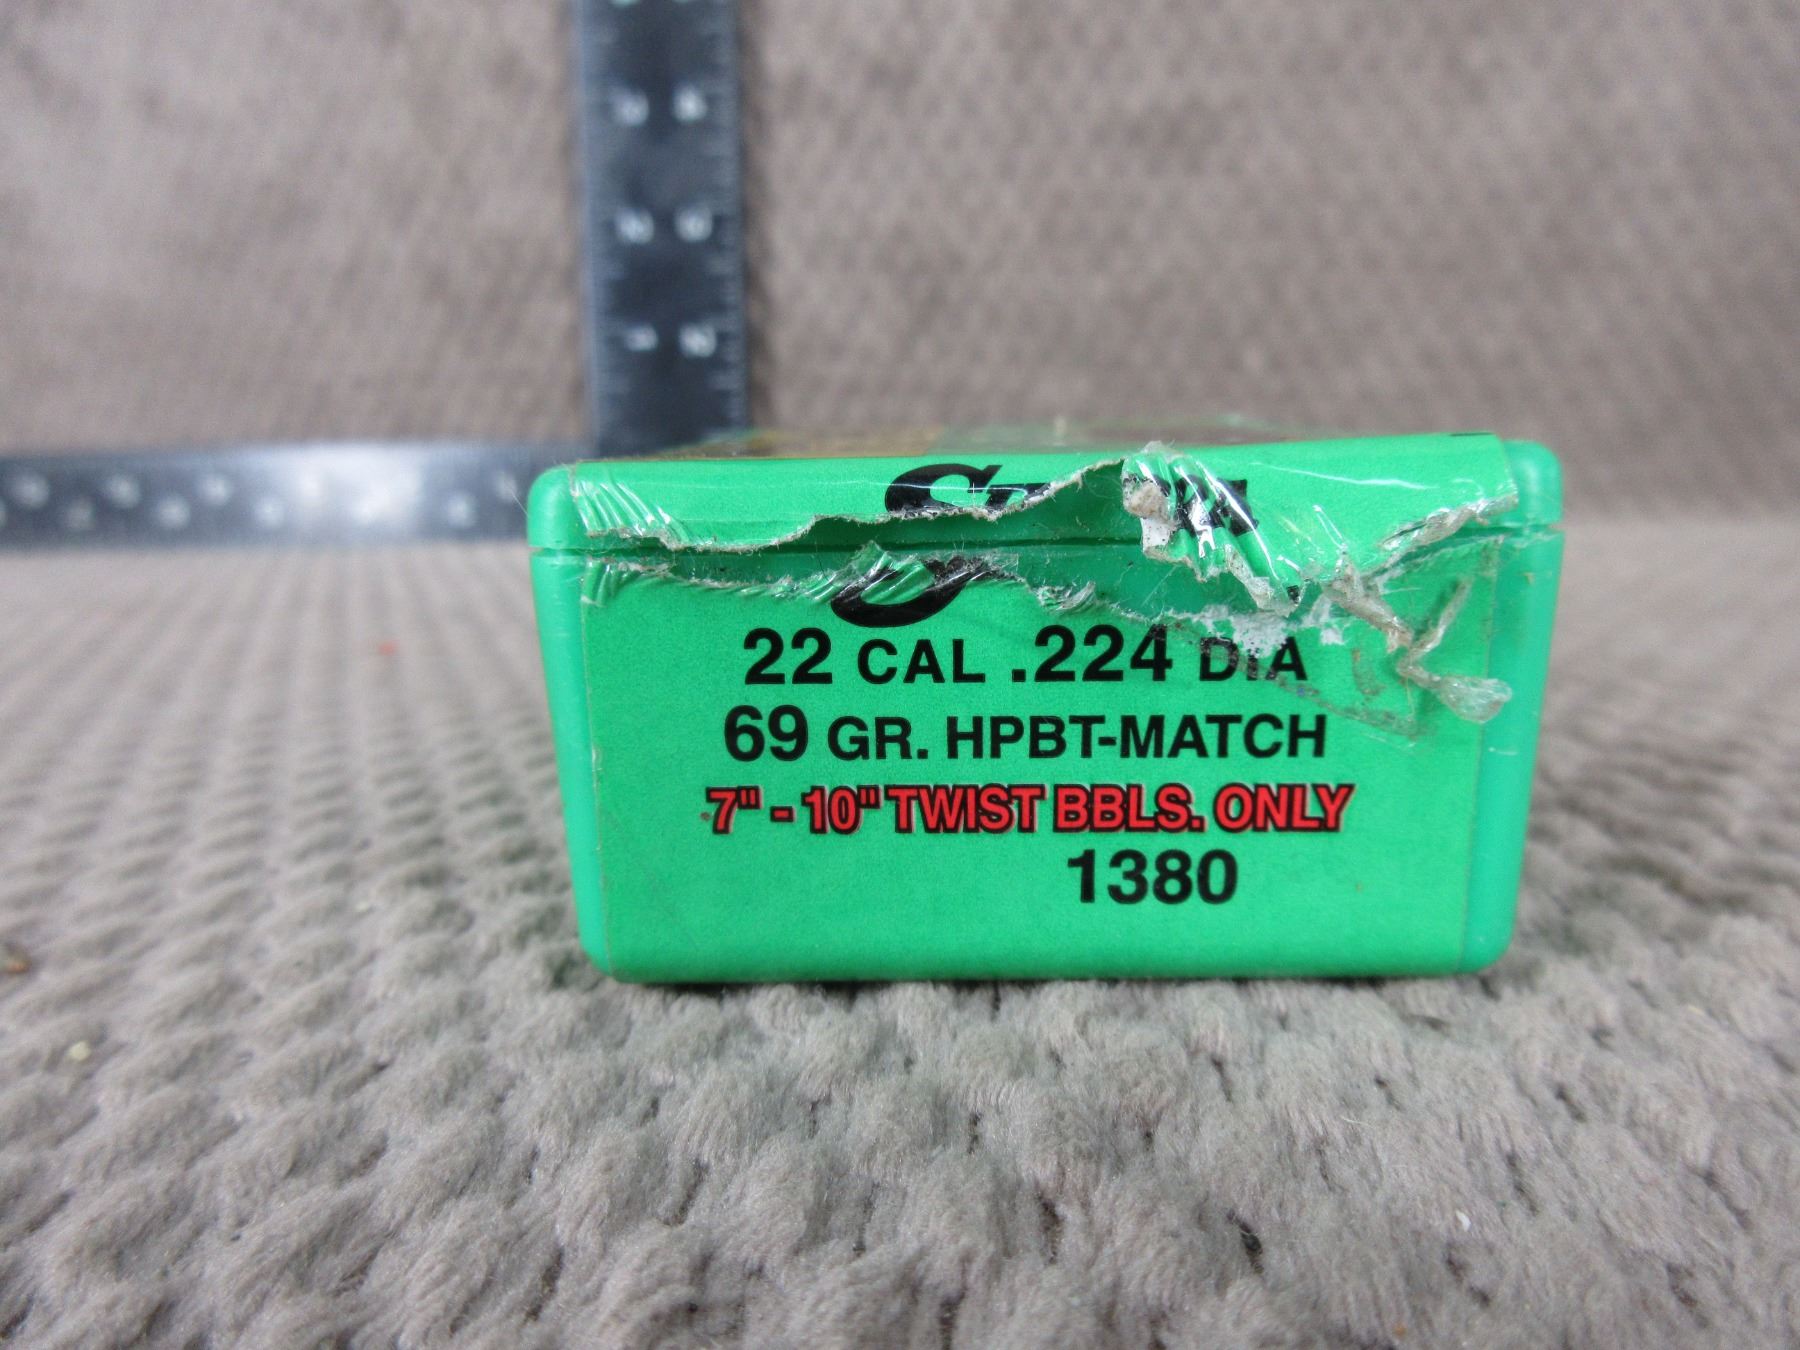 22 CAL .224 DIA
69 GR. HPBT-MATCH
7" - 10" TWIST BBLS. ONLY
1380